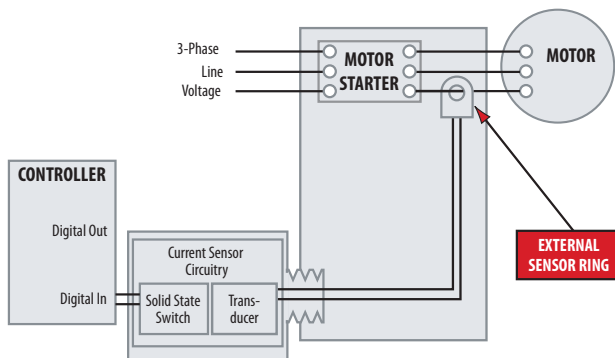 3-Phase
Line
Voltage
MOTOR
STARTER
MOTOR
CONTROLLER
Digital Out
Digital In
Current Sensor
Circuitry
Solid State
Switch
Trans-
ducer
EXTERNAL
SENSOR RING